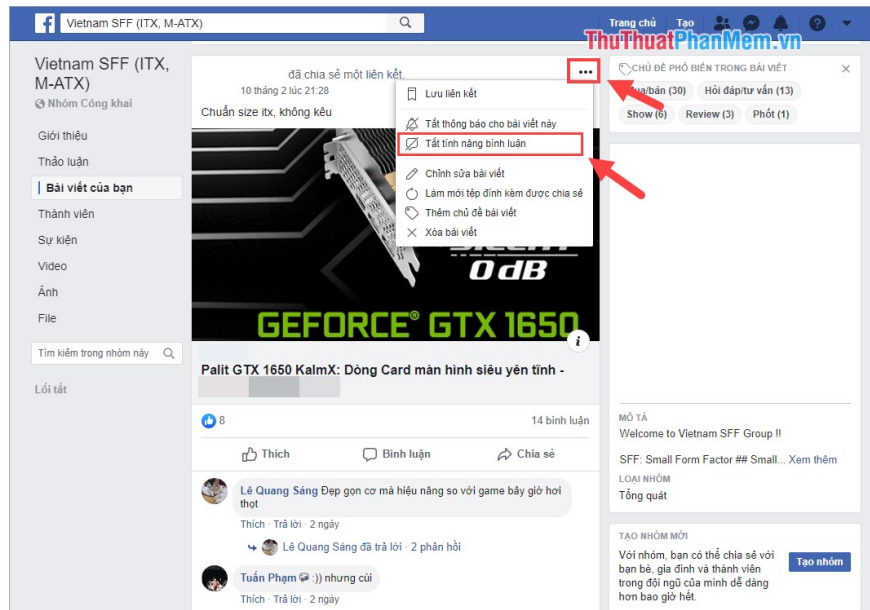 Vietnam SFF (ITX, M-ATX)
Trang chủ Tạo
ThuThuatPhanMem.vn
Vietnam SFF (ITX,
M-ATX)
Nhóm Công khai
Giới thiệu
Thảo luận
Bài viết của bạn
Thành viên
Sự kiện
Video
Ảnh
File
Tìm kiếm trong nhóm này
Lối tắt
đã chia sẻ một liên kết.
10 tháng 2 lúc 21:28
Chuẩn size itx, không kêu
Lưu liên kết
Tắt thông báo cho bài viết này
Tắt tính năng bình luận
Chỉnh sửa bài viết
Làm mới tệp đính kèm được chia sẻ
Thêm chủ đề bài viết
Xóa bài viết
0 dB
GEFORCE® GTX 1650
Palit GTX 1650 KalmX: Dòng Card màn hình siêu yên tĩnh -
8
14 bình luận
Thích Bình luận Chia sẻ
Lê Quang Sáng Đẹp gọn cơ mà hiệu năng so với game bây giờ hơi
thọt
Thích · Trả lời · 2 ngày
Lê Quang Sáng đã trả lời · 2 phản hồi
Tuấn Phạm :)) nhưng cùi
Thích · Trả lời · 2 ngày
CHỦ ĐỀ PHỔ BIẾN TRONG BÀI VIẾT
Mua/bán (30) Hỏi đáp/tư vấn (13)
Show (6) Review (3) Phốt (1)
MÔ TẢ
Welcome to Vietnam SFF Group !!
SFF: Small Form Factor ## Small... Xem thêm
LOẠI NHÓM
Tổng quát
TẠO NHÓM MỚI
Với nhóm, bạn có thể chia sẻ với
bạn bè, gia đình và thành viên
trong đội ngũ của mình dễ dàng
hơn bao giờ hết.
Tạo nhóm